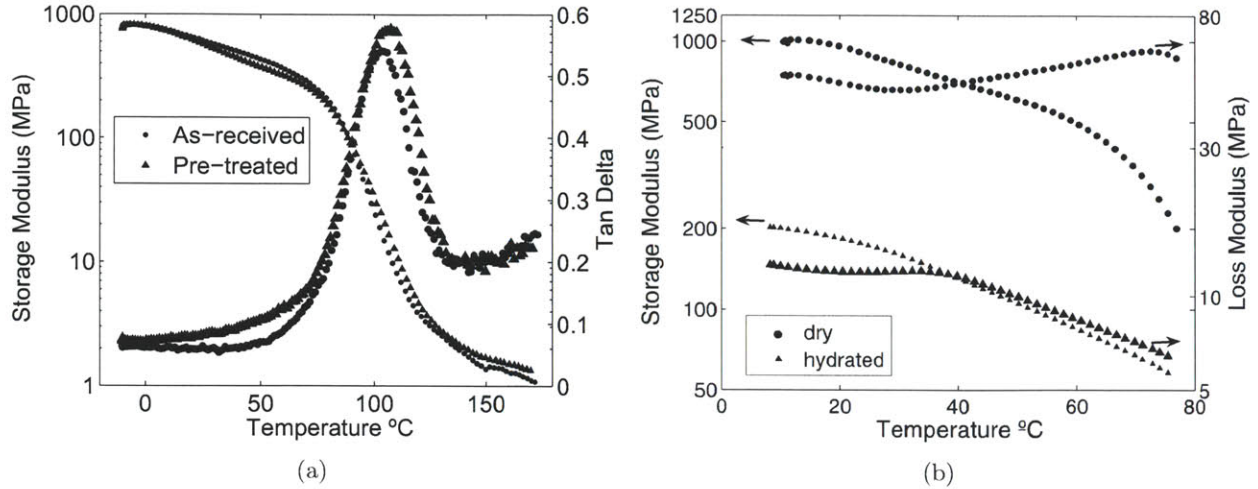 Storage Modulus (MPa)
1000
100
10
1
As-received
Pre-treated
0.6
0.5
0.4
0.3
0.2
0.1
0
Tan Delta
0
50
100
150
Temperature ºC
(a)
Storage Modulus (MPa)
1250
1000
500
200
100
50
dry
hydrated
80
30
10
5
Loss Modulus (MPa)
0
20
40
60
80
Temperature ºC
(b)